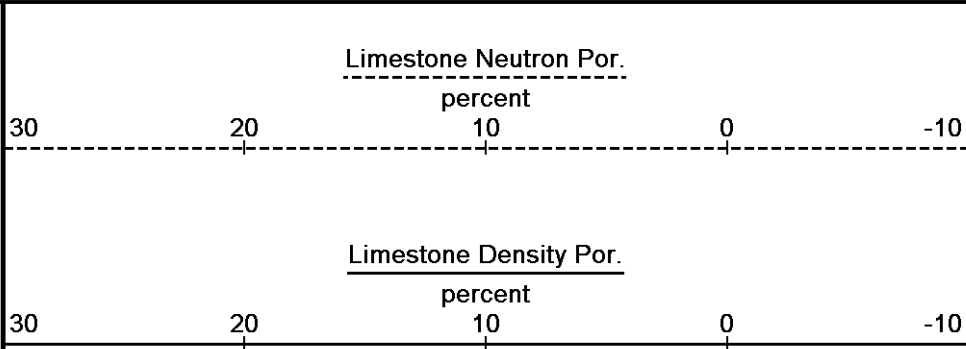 Limestone Neutron Por.
percent
30 20 10 0 -10
Limestone Density Por.
percent
30 20 10 0 -10